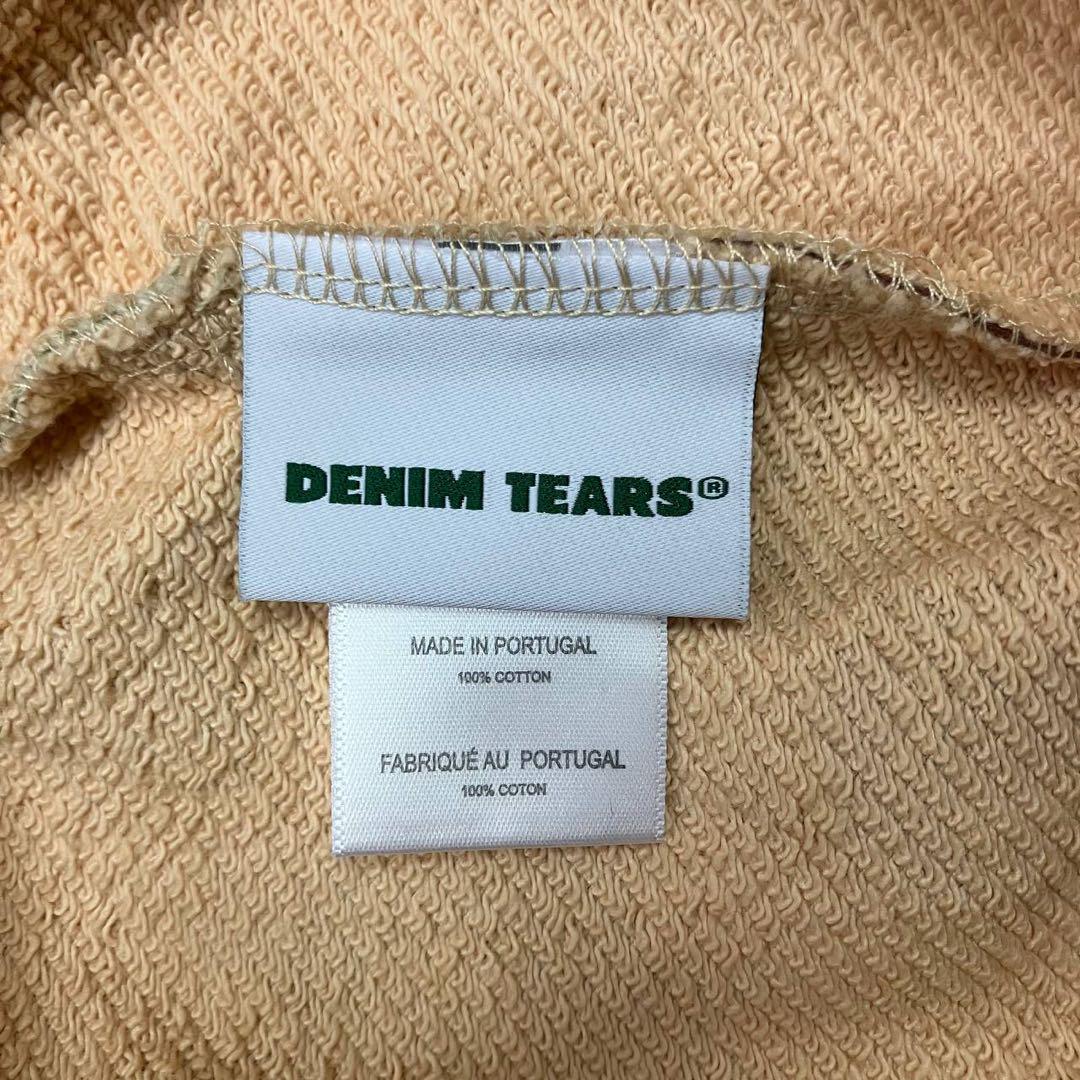 DENIM TEARS®
MADE IN PORTUGAL
100% COTTON
FABRIQUÉ AU PORTUGAL
100% COTON